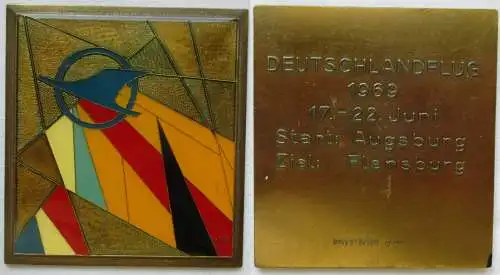 DEUTSCHLANDFLUG
1969
17.-22. Juni
Start: Augsburg
Ziel: Flensburg